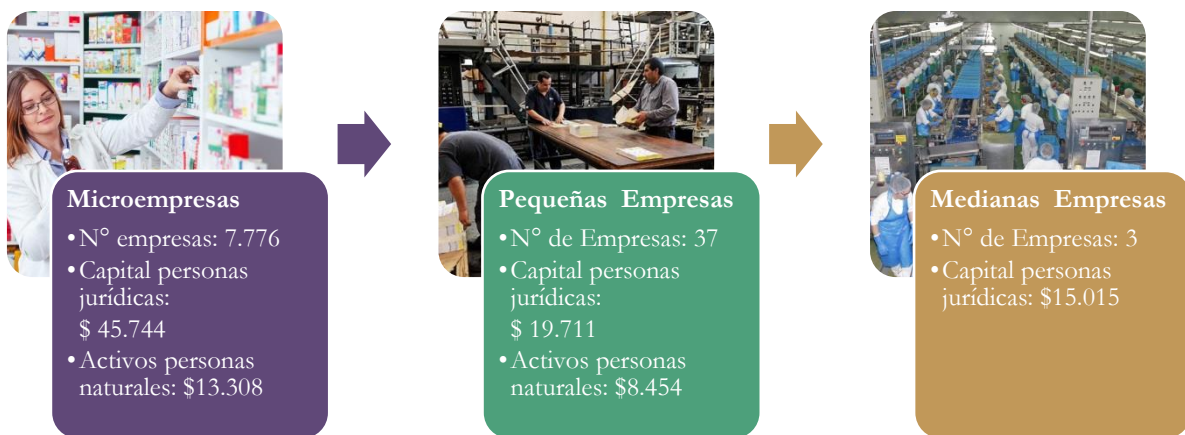 Microempresas
•N° empresas: 7.776
•Capital personas
jurídicas:
$ 45.744
•Activos personas
naturales: $13.308
Pequeñas Empresas
•N° de Empresas: 37
•Capital personas
jurídicas:
$ 19.711
•Activos personas
naturales: $8.454
Medianas Empresas
•N° de Empresas: 3
•Capital personas
jurídicas: $15.015